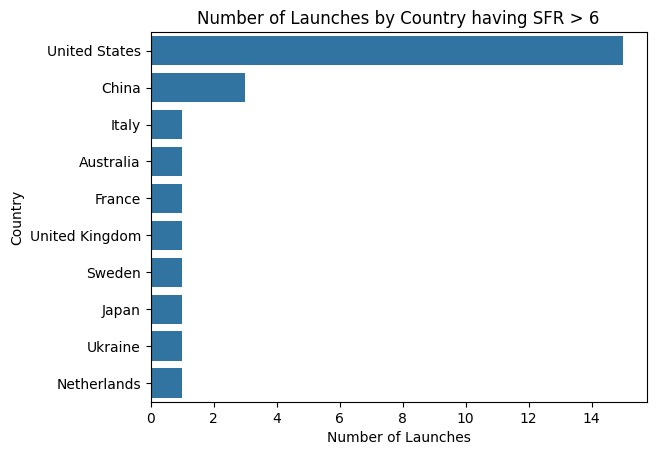 Number of Launches by Country having SFR > 6
United States
China
Italy
Australia
France
United Kingdom
Sweden
Japan
Ukraine
Netherlands
Country
0 2 4 6 8 10 12 14
Number of Launches